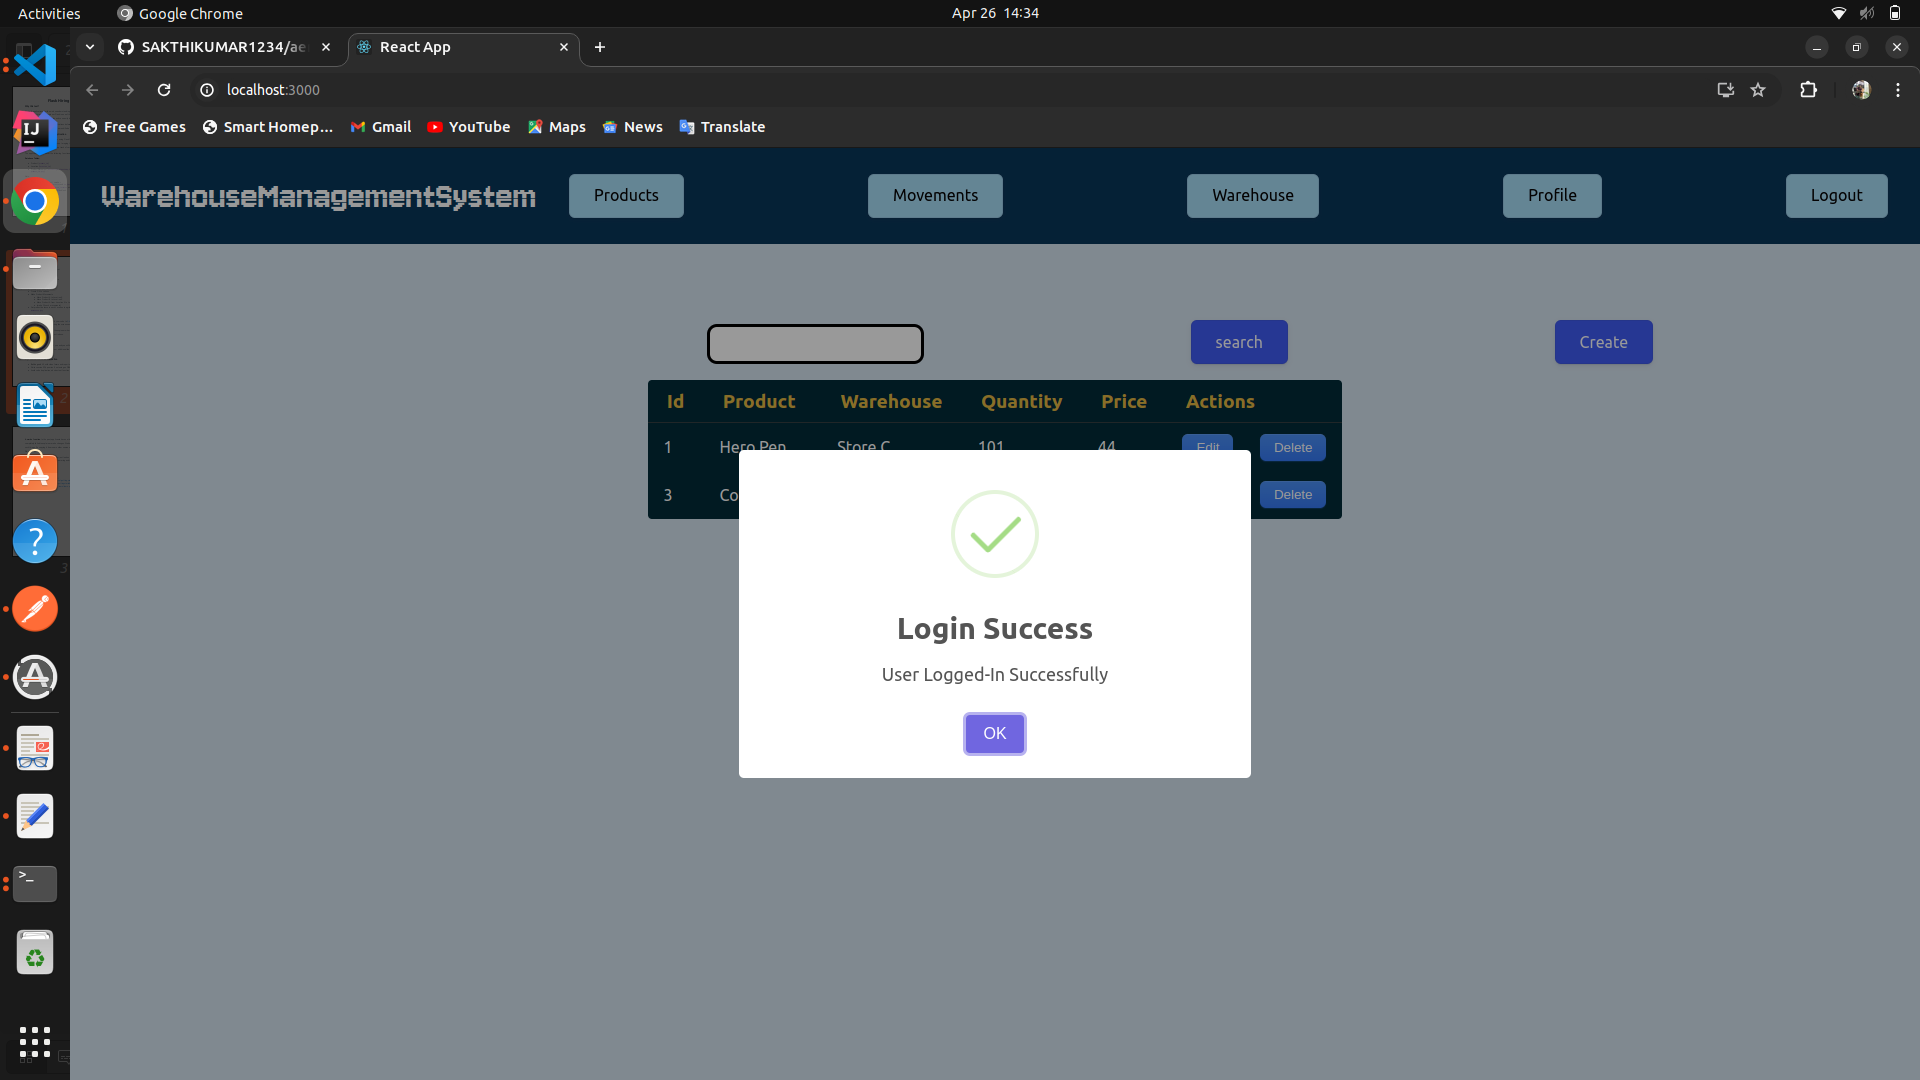 Activities
Google Chrome
Apr 26 14:34
SAKTHIKUMAR1234/ae
React App
localhost:3000
Free Games
Smart Homep...
Gmail
YouTube
Maps
News
Translate
WarehouseManagementSystem
Products
Movements
Warehouse
Profile
Logout
search
Create
Id Product Warehouse Quantity Price Actions
1 Hero Pen Store C 101 44 Edit Delete
3 Co Delete
Login Success
User Logged-In Successfully
OK